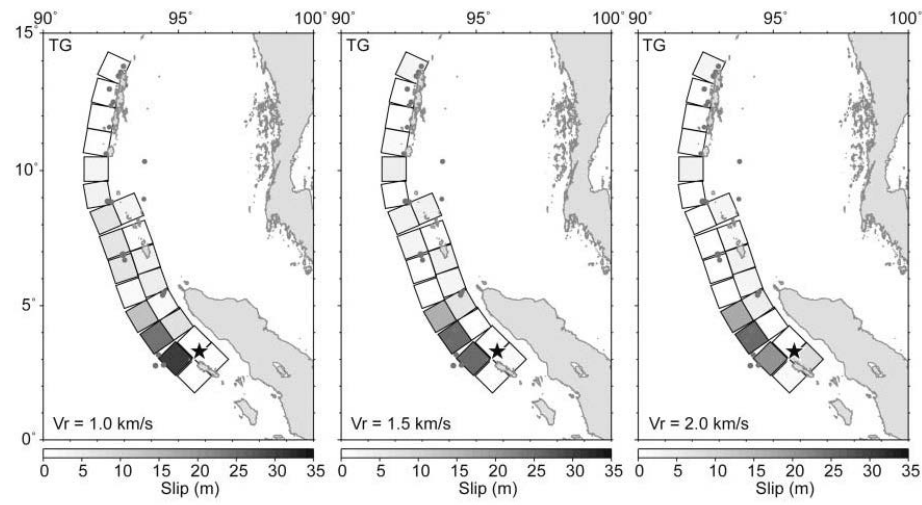 90° 95° 100° 90° 95° 100° 90° 95° 100°
15°
TG TG TG
10°
5°
Vr = 1.0 km/s Vr = 1.5 km/s Vr = 2.0 km/s
0°
0 5 10 15 20 25 30 35 0 5 10 15 20 25 30 35 0 5 10 15 20 25 30 35
Slip (m) Slip (m) Slip (m)